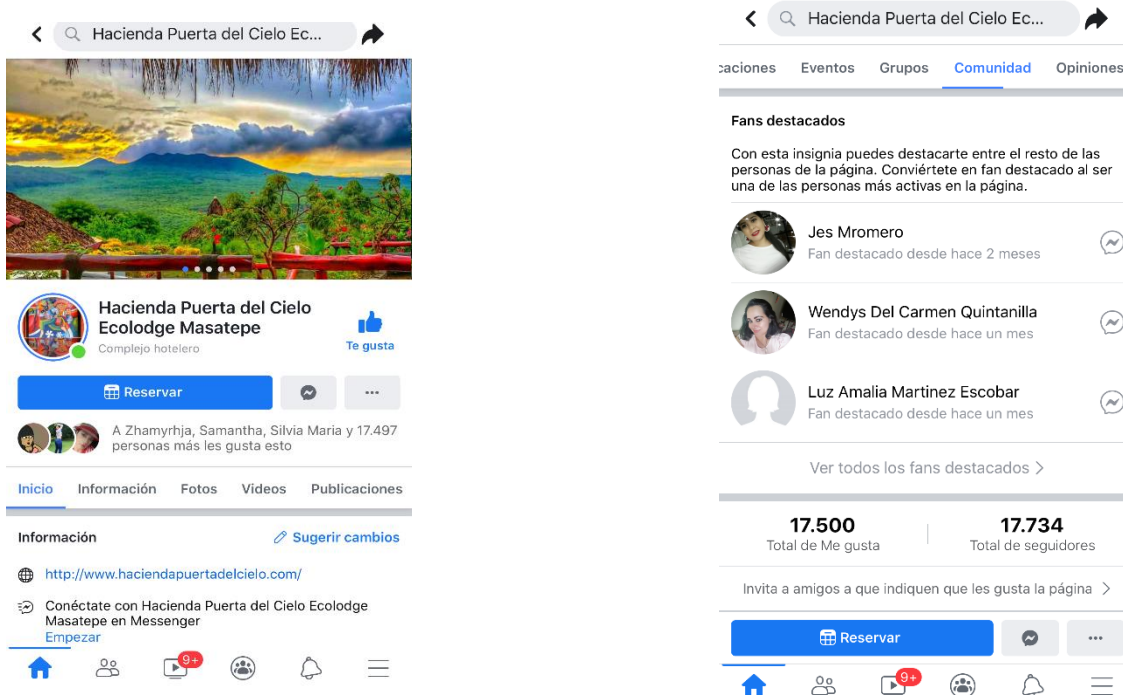 Hacienda Puerta del Cielo Ec...
Hacienda Puerta del Cielo
Ecolodge Masatepe
Complejo hotelero
Te gusta
Reservar
A Zhamyrhja, Samantha, Silvia Maria y 17.497
personas más les gusta esto
Inicio Información Fotos Videos Publicaciones
Información Sugerir cambios
http://www.haciendapuertadelcielo.com/
Conéctate con Hacienda Puerta del Cielo Ecolodge
Masatepe en Messenger
Empezar
9+
Hacienda Puerta del Cielo Ec...
caciones Eventos Grupos Comunidad Opiniones
Fans destacados
Con esta insignia puedes destacarte entre el resto de las
personas de la página. Conviértete en fan destacado al ser
una de las personas más activas en la página.
Jes Mromero
Fan destacado desde hace 2 meses
Wendys Del Carmen Quintanilla
Fan destacado desde hace un mes
Luz Amalia Martinez Escobar
Fan destacado desde hace un mes
Ver todos los fans destacados >
17.500 17.734
Total de Me gusta Total de seguidores
Invita a amigos a que indiquen que les gusta la página >
Reservar
9+